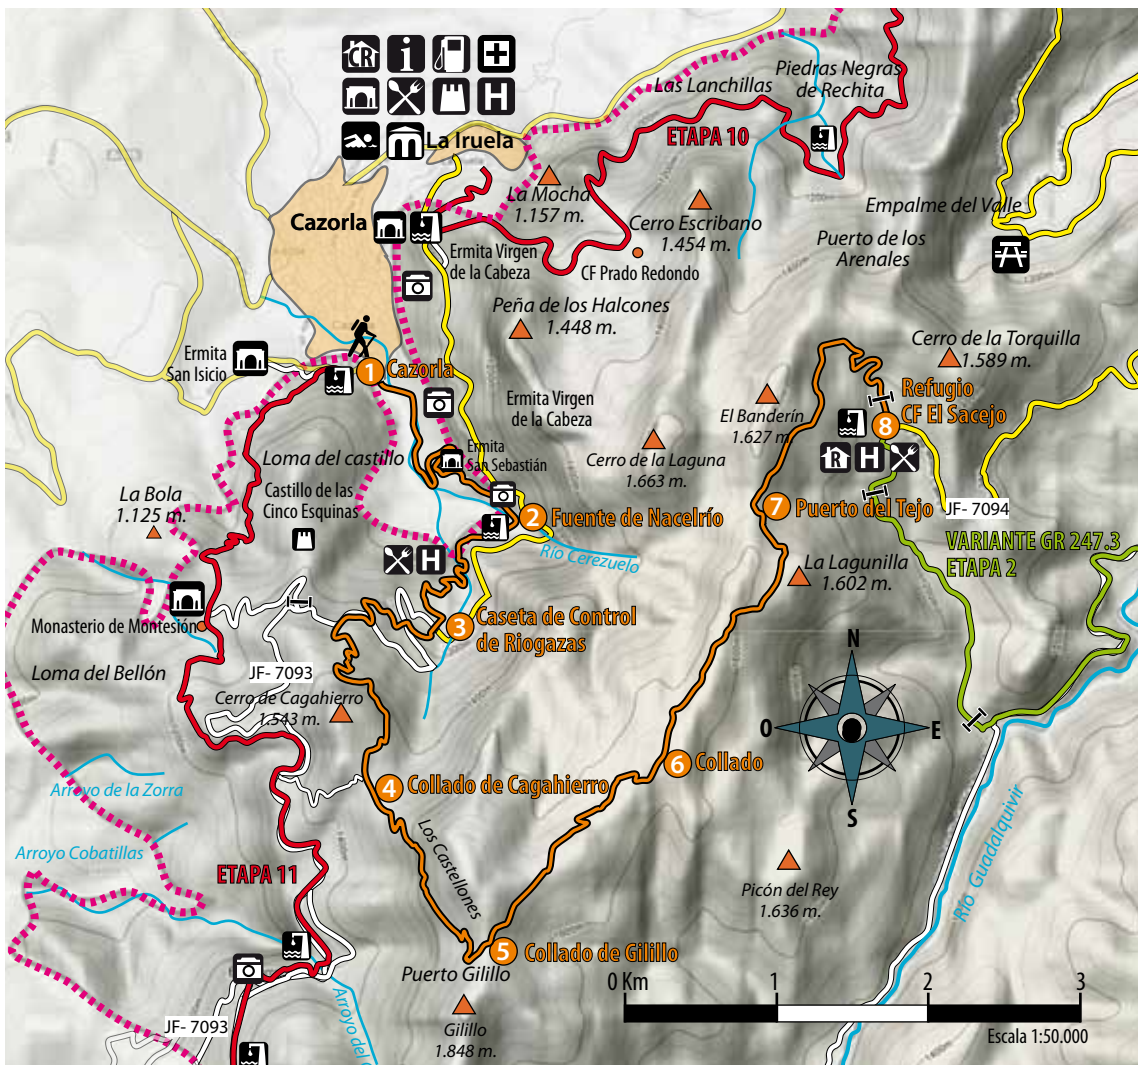 CR
i
H
Piedras Negras
de Rechita
Las Lanchillas
La Iruela
ETAPA 10
La Mocha
1.157 m.
Cerro Escribano
1.454 m.
Empalme del Valle
Cazorla
Ermita Virgen
de la Cabeza
CF Prado Redondo
Puerto de los
Arenales
Peña de los Halcones
1.448 m.
Cerro de la Torquilla
1.589 m.
Ermita
San Isicio
1
Cazorla
Refugio
CF El Sacejo
8
Ermita Virgen
de la Cabeza
El Banderín
1.627 m.
Ermita
San Sebastián
Loma del castillo
Cerro de la Laguna
1.663 m.
R
H
La Bola
1.125 m.
Castillo de las
Cinco Esquinas
2
Fuente de Nacelrío
7
Puerto del Tejo
JF- 7094
VARIANTE GR 247.3
ETAPA 2
Río Cerezuelo
H
La Lagunilla
1.602 m.
Monasterio de Montesión
3
Caseta de Control
de Riogazas
Loma del Bellón
JF- 7093
Cerro de Cagahierro
1.543 m.
N
O
E
S
6
Collado
4
Collado de Cagahierro
Arroyo de la Zorra
Los Castellones
Arroyo Cobatillas
ETAPA 11
Picón del Rey
1.636 m.
Río Guadalquivir
5
Collado de Gilillo
Puerto Gilillo
0 Km
1
2
3
JF- 7093
Arroyo del
Gilillo
1.848 m.
Escala 1:50.000